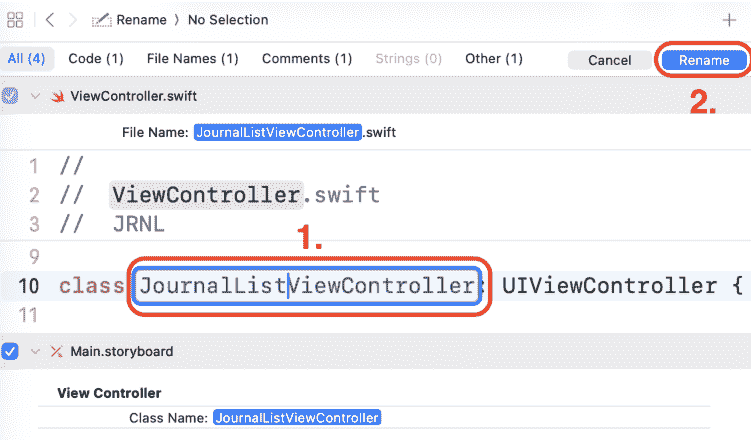 Rename 〉 No Selection
All (4) Code (1) File Names (1) Comments (1) Strings (0) Other (1) Cancel Rename
2.
ViewController.swift
File Name: JournalListViewController.swift
1 //
2 // ViewController.swift
3 // JRNL
1.
9
10 class JournalListViewController: UIViewController {
11
Main.storyboard
View Controller
Class Name: JournalListViewController